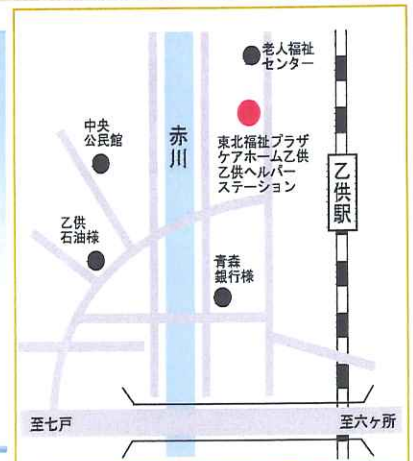 老人福祉
センター
中央
公民館
赤川
東北福祉プラザ
ケアホーム乙供
乙供ヘルパー
ステーション
乙供駅
乙供
石油様
青森
銀行様
至七戸
至六ヶ所